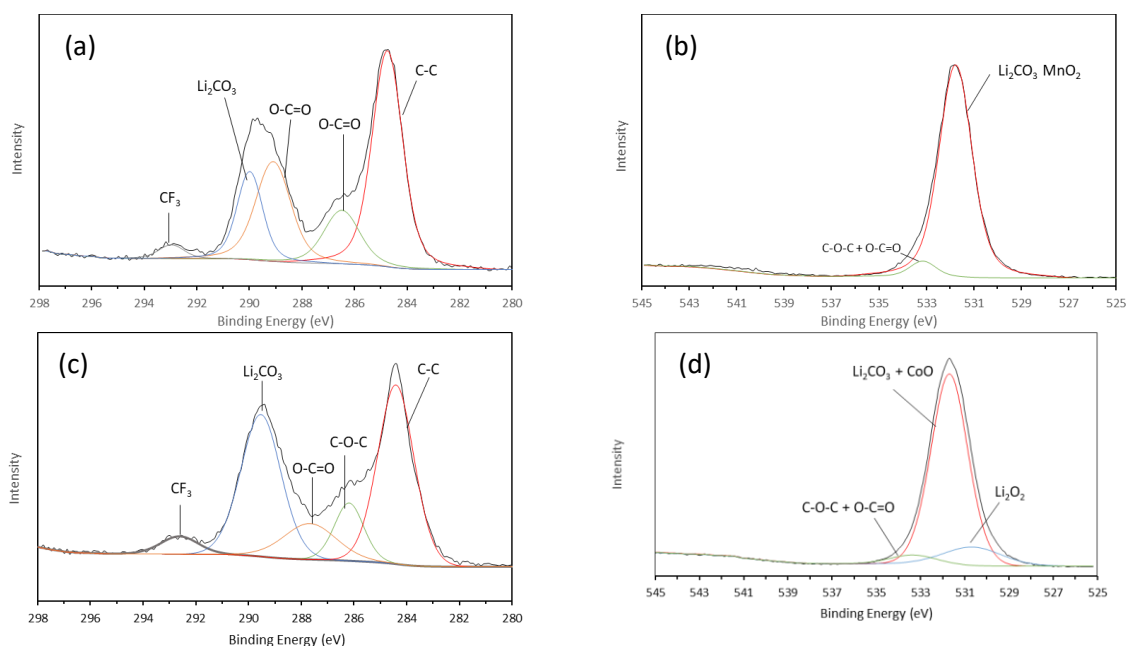 (a)
Li₂CO₃
O-C=O
O-C=O
C-C
CF₃
Intensity
298 296 294 292 290 288 286 284 282 280
Binding Energy (eV)
(b)
Li₂CO₃ MnO₂
C-O-C + O-C=O
Intensity
545 543 541 539 537 535 533 531 529 527 525
Binding Energy (eV)
(c)
Li₂CO₃
C-C
C-O-C
O-C=O
CF₃
Intensity
298 296 294 292 290 288 286 284 282 280
Binding Energy (eV)
(d)
Li₂CO₃ + CoO
Li₂O₂
C-O-C + O-C=O
Intensity
545 543 541 539 537 535 533 531 529 527 525
Binding Energy (eV)